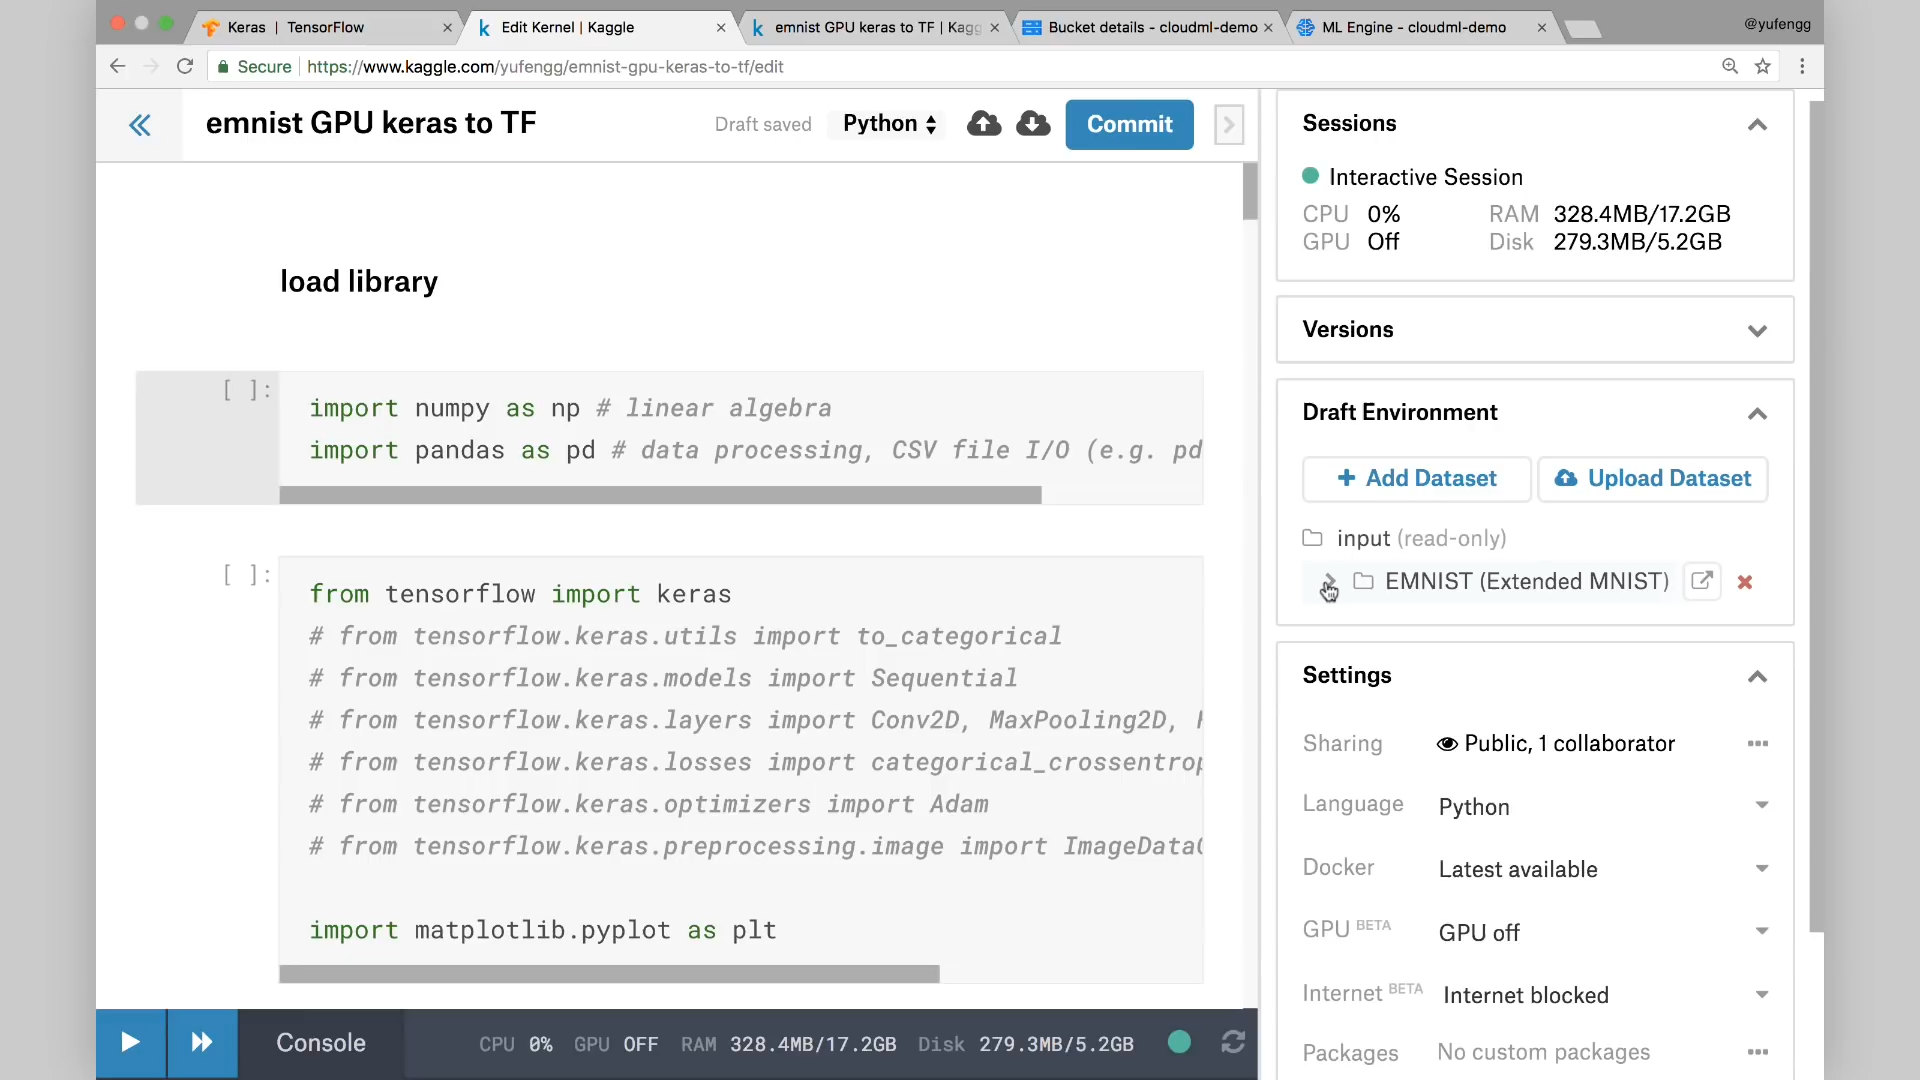 Keras | TensorFlow
Edit Kernel | Kaggle
emnist GPU keras to TF | Kagg
Bucket details - cloudml-demo
ML Engine - cloudml-demo
@yufengg
Secure
https://www.kaggle.com/yufengg/emnist-gpu-keras-to-tf/edit
emnist GPU keras to TF
Draft saved
Python
Commit
load library
[ ]:
import numpy as np # linear algebra
import pandas as pd # data processing, CSV file I/O (e.g. pd
[ ]:
from tensorflow import keras
# from tensorflow.keras.utils import to_categorical
# from tensorflow.keras.models import Sequential
# from tensorflow.keras.layers import Conv2D, MaxPooling2D,
# from tensorflow.keras.losses import categorical_crossentrop
# from tensorflow.keras.optimizers import Adam
# from tensorflow.keras.preprocessing.image import ImageData
import matplotlib.pyplot as plt
Console
CPU 0% GPU OFF RAM 328.4MB/17.2GB Disk 279.3MB/5.2GB
Sessions
Interactive Session
CPU 0% RAM 328.4MB/17.2GB
GPU Off Disk 279.3MB/5.2GB
Versions
Draft Environment
+ Add Dataset
Upload Dataset
input (read-only)
EMNIST (Extended MNIST)
Settings
Sharing Public, 1 collaborator
Language Python
Docker Latest available
GPU BETA GPU off
Internet BETA Internet blocked
Packages No custom packages